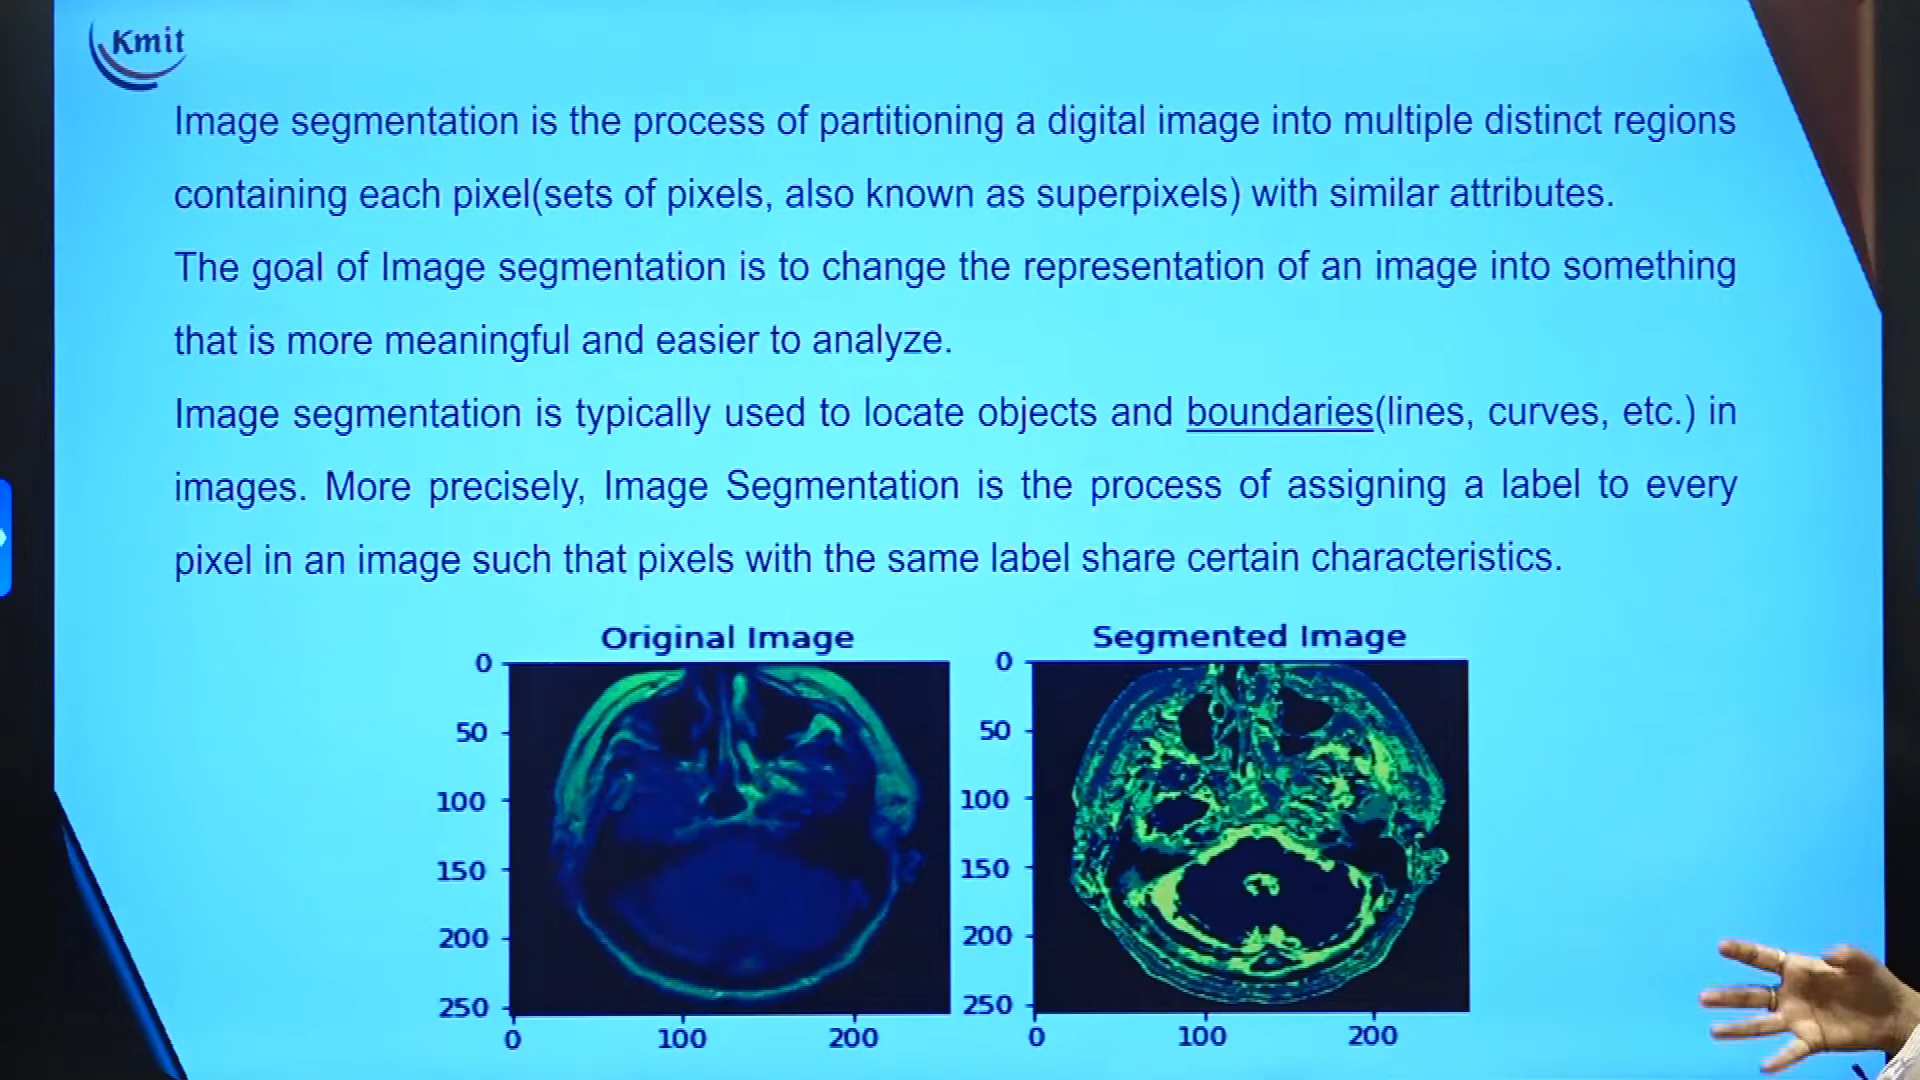 Kmit
Image segmentation is the process of partitioning a digital image into multiple distinct regions
containing each pixel(sets of pixels, also known as superpixels) with similar attributes.
The goal of Image segmentation is to change the representation of an image into something
that is more meaningful and easier to analyze.
Image segmentation is typically used to locate objects and boundaries(lines, curves, etc.) in
images. More precisely, Image Segmentation is the process of assigning a label to every
pixel in an image such that pixels with the same label share certain characteristics.
Original Image
0
50
100
150
200
250
0 100 200
Segmented Image
0
50
100
150
200
250
0 100 200